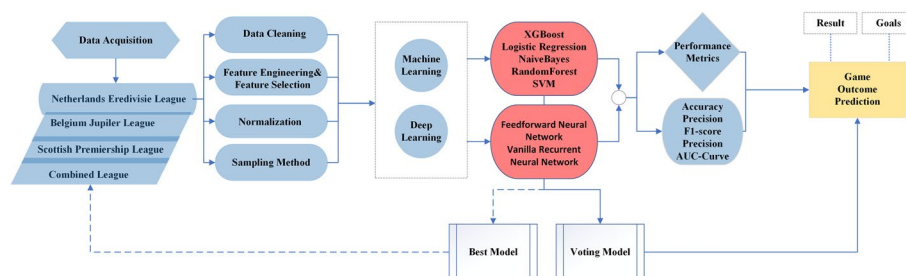 Data Acquisition
Netherlands Eredivisie League
Belgium Jupiler League
Scottish Premiership League
Combined League
Data Cleaning
Feature Engineering&
Feature Selection
Normalization
Sampling Method
Machine
Learning
Deep
Learning
XGBoost
Logistic Regression
NaiveBayes
RandomForest
SVM
Feedforward Neural
Network
Vanilla Recurrent
Neural Network
Performance
Metrics
Accuracy
Precision
F1-score
Precision
AUC-Curve
Result
Goals
Game
Outcome
Prediction
Best Model
Voting Model